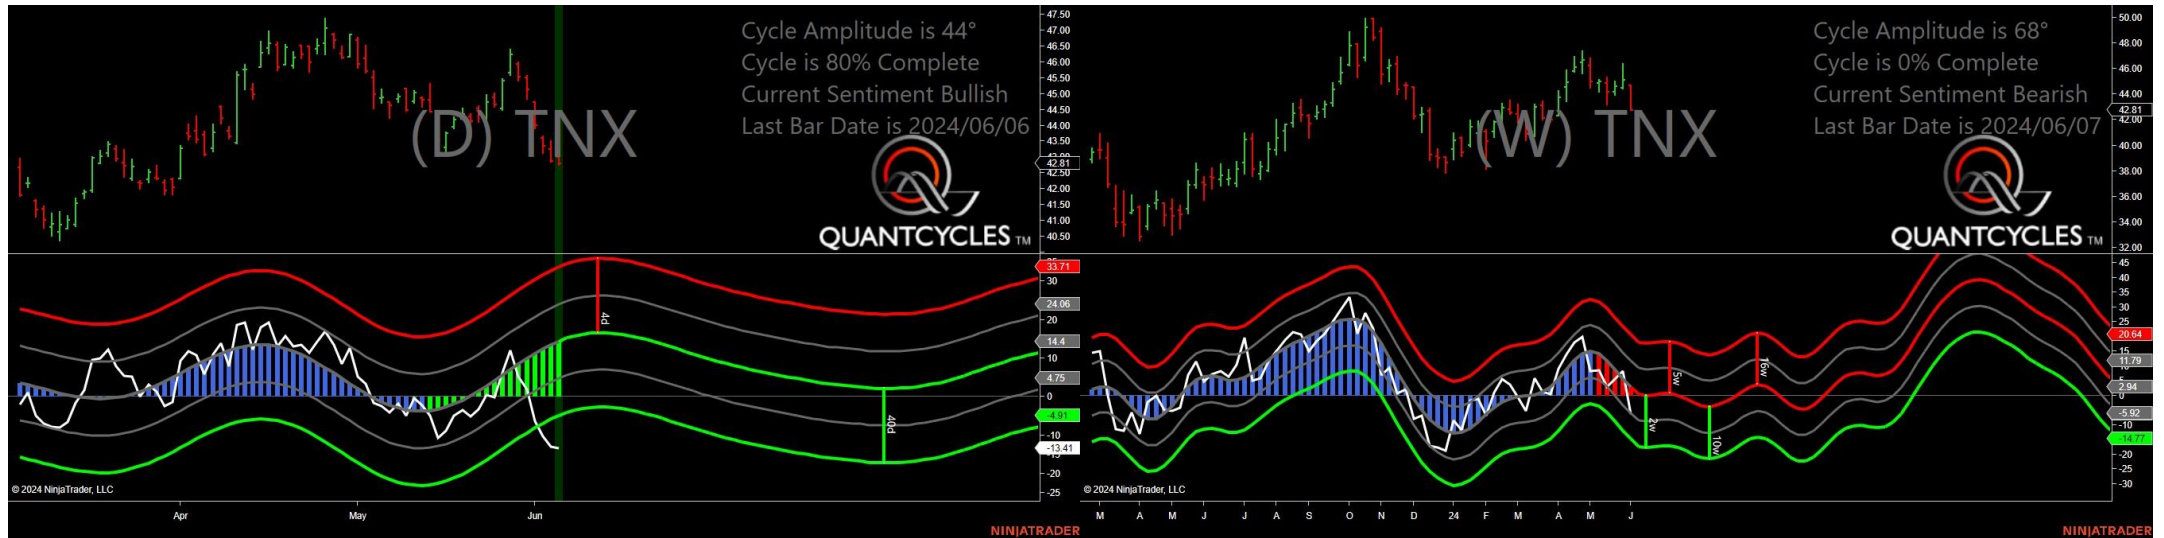 Cycle Amplitude is 44°
Cycle is 80% Complete
Current Sentiment Bullish
Last Bar Date is 2024/06/06
(D) TNX
QUANTCYCLES TM
47.50
47.00
46.50
46.00
45.50
45.00
44.50
44.00
43.50
42.81
42.50
42.00
41.50
41.00
40.50
33.71
30
24.06
20
14.4
10
4.75
0
-4.91
-10
-13.41
-20
-25
4d
40d
© 2024 NinjaTrader, LLC
Apr
May
Jun
NINJATRADER
Cycle Amplitude is 68°
Cycle is 0% Complete
Current Sentiment Bearish
Last Bar Date is 2024/06/07
(W) TNX
QUANTCYCLES TM
50.00
48.00
46.00
44.00
42.81
42.00
40.00
38.00
36.00
34.00
32.00
45
40
35
30
25
20.64
15
11.79
2.94
0
-5.92
-10
-14.77
-20
-25
-30
5w
16w
2w
10w
© 2024 NinjaTrader, LLC
M
A
M
J
J
A
S
O
N
D
24
F
M
A
M
J
NINJATRADER